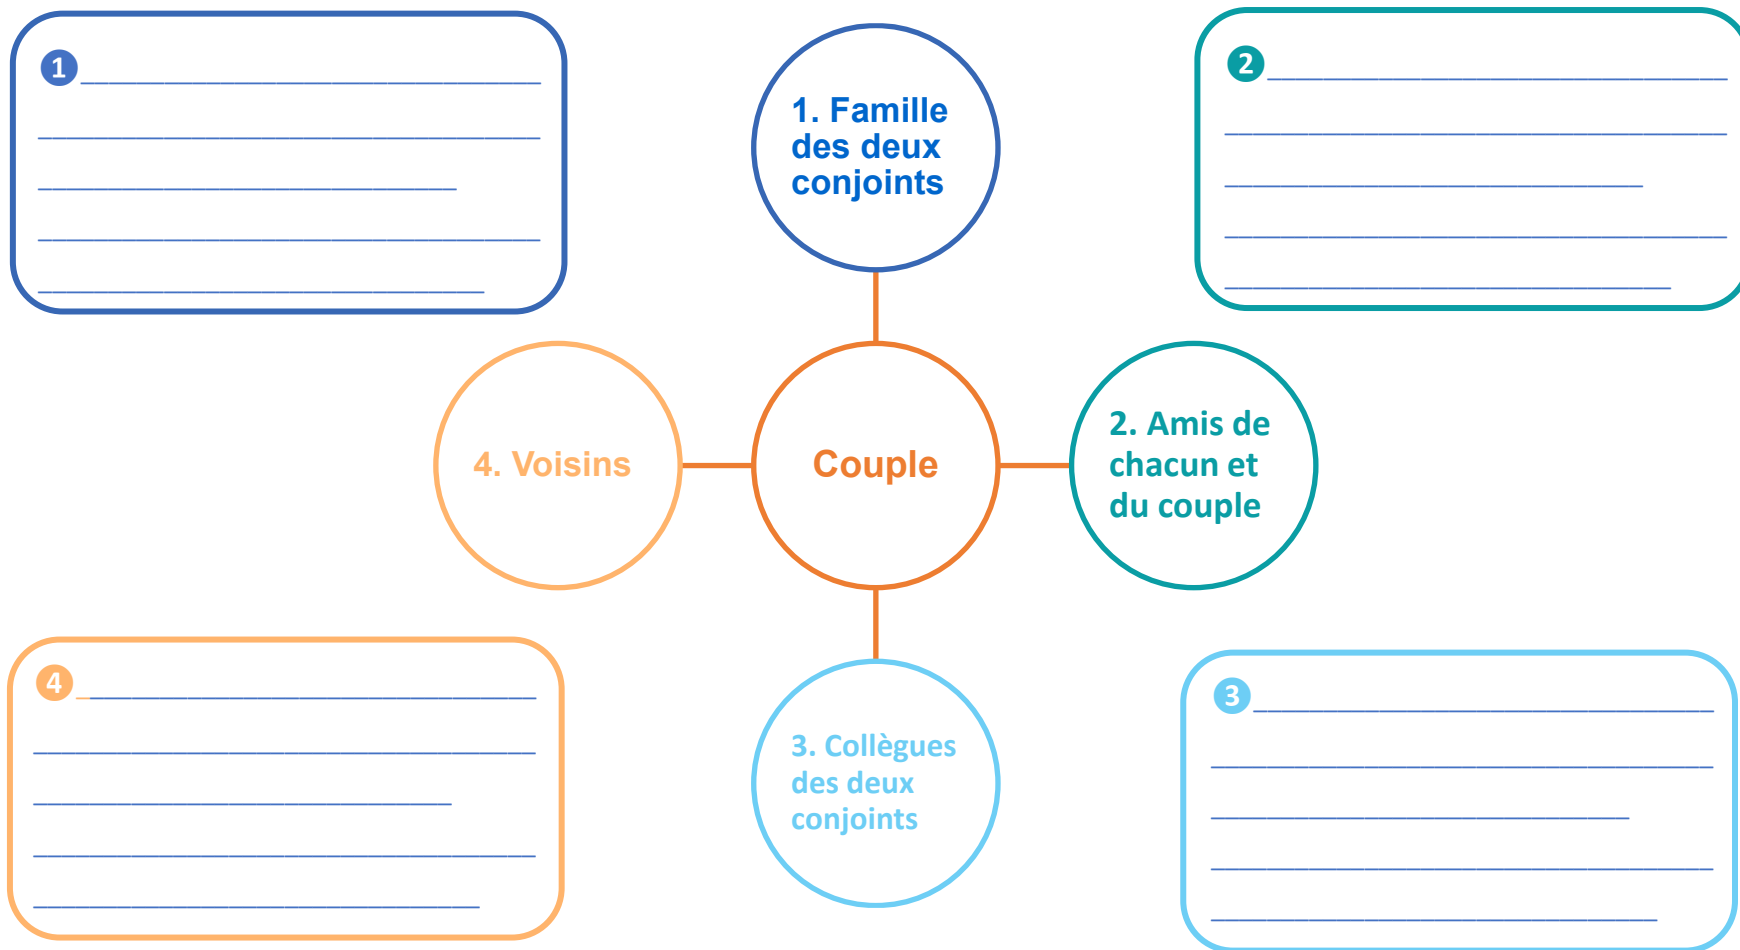 1
2
1. Famille
des deux
conjoints
4. Voisins
Couple
2. Amis de
chacun et
du couple
4
3
3. Collègues
des deux
conjoints